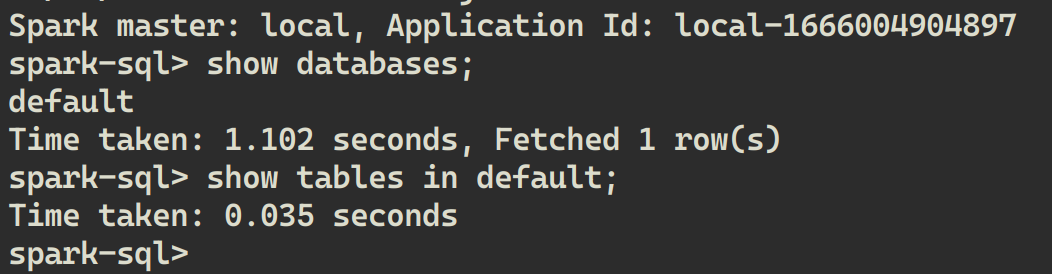 Spark master: local, Application Id: local-1666004904897
spark-sql> show databases;
default
Time taken: 1.102 seconds, Fetched 1 row(s)
spark-sql> show tables in default;
Time taken: 0.035 seconds
spark-sql>